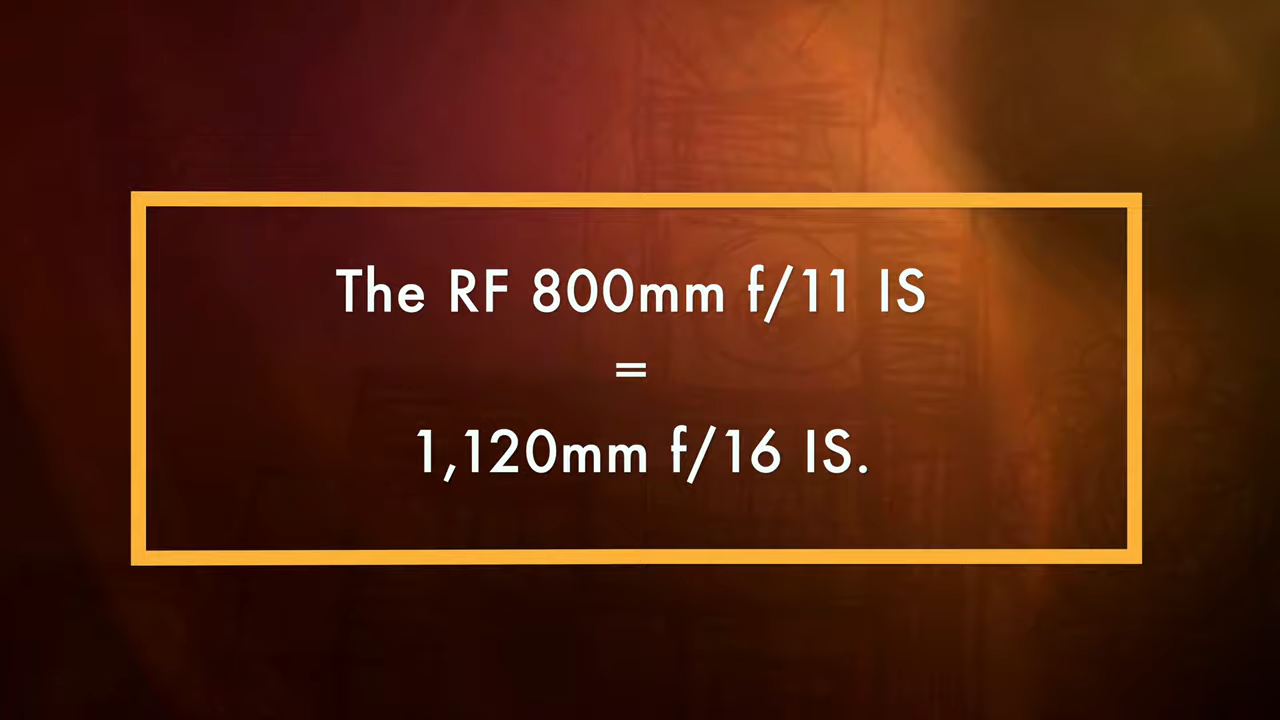 The RF 800mm f/11 IS
=
1,120mm f/16 IS.